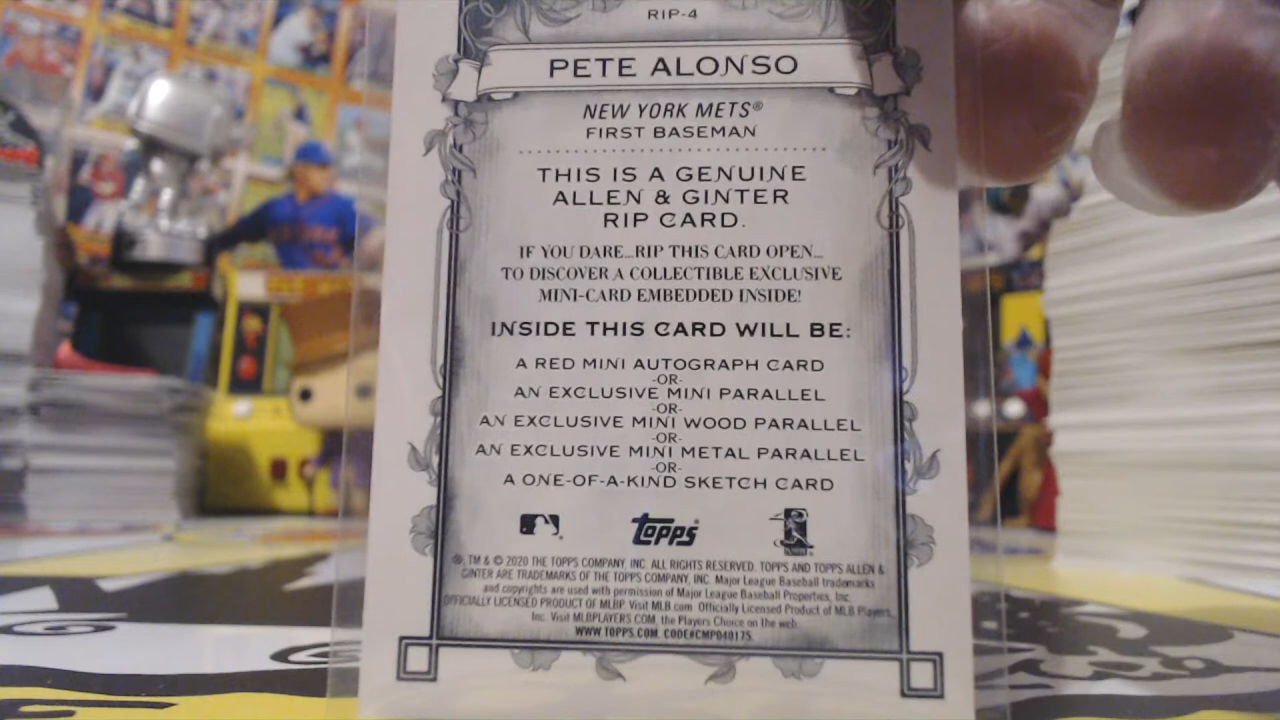 RIP-4
PETE ALONSO
NEW YORK METS®
FIRST BASEMAN
THIS IS A GENUINE
ALLEN & GINTER
RIP CARD.
IF YOU DARE...RIP THIS CARD OPEN...
TO DISCOVER A COLLECTIBLE EXCLUSIVE
MINI-CARD EMBEDDED INSIDE!
INSIDE THIS CARD WILL BE:
A RED MINI AUTOGRAPH CARD
-OR-
AN EXCLUSIVE MINI PARALLEL
-OR-
AN EXCLUSIVE MINI WOOD PARALLEL
-OR-
AN EXCLUSIVE MINI METAL PARALLEL
-OR-
A ONE-OF-A-KIND SKETCH CARD
topps®
®, TM & © 2020 THE TOPPS COMPANY, INC. ALL RIGHTS RESERVED. TOPPS AND TOPPS ALLEN &
GINTER ARE TRADEMARKS OF THE TOPPS COMPANY, INC. Major League Baseball trademarks
and copyrights are used with permission of Major League Baseball Properties, Inc.
OFFICIALLY LICENSED PRODUCT OF MLBP. Visit MLB.com Officially Licensed Product of MLB Players,
Inc. Visit MLBPLAYERS.COM, the Players Choice on the web.
WWW.TOPPS.COM. CODE#CMP040175